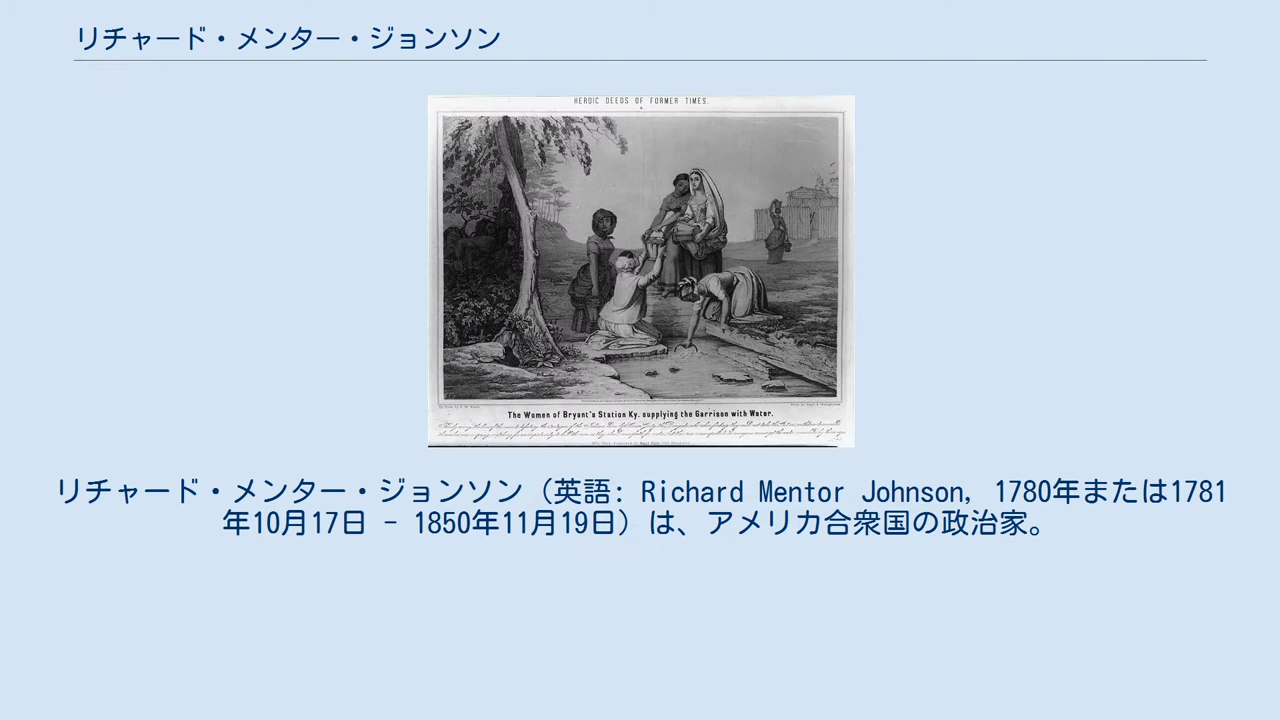 リチャード・メンター・ジョンソン
HEROIC DEEDS OF FORMER TIMES.
The Women of Bryant's Station Ky. supplying the Garrison with Water.
リチャード・メンター・ジョンソン（英語: Richard Mentor Johnson, 1780年または1781
年10月17日 - 1850年11月19日）は、アメリカ合衆国の政治家。